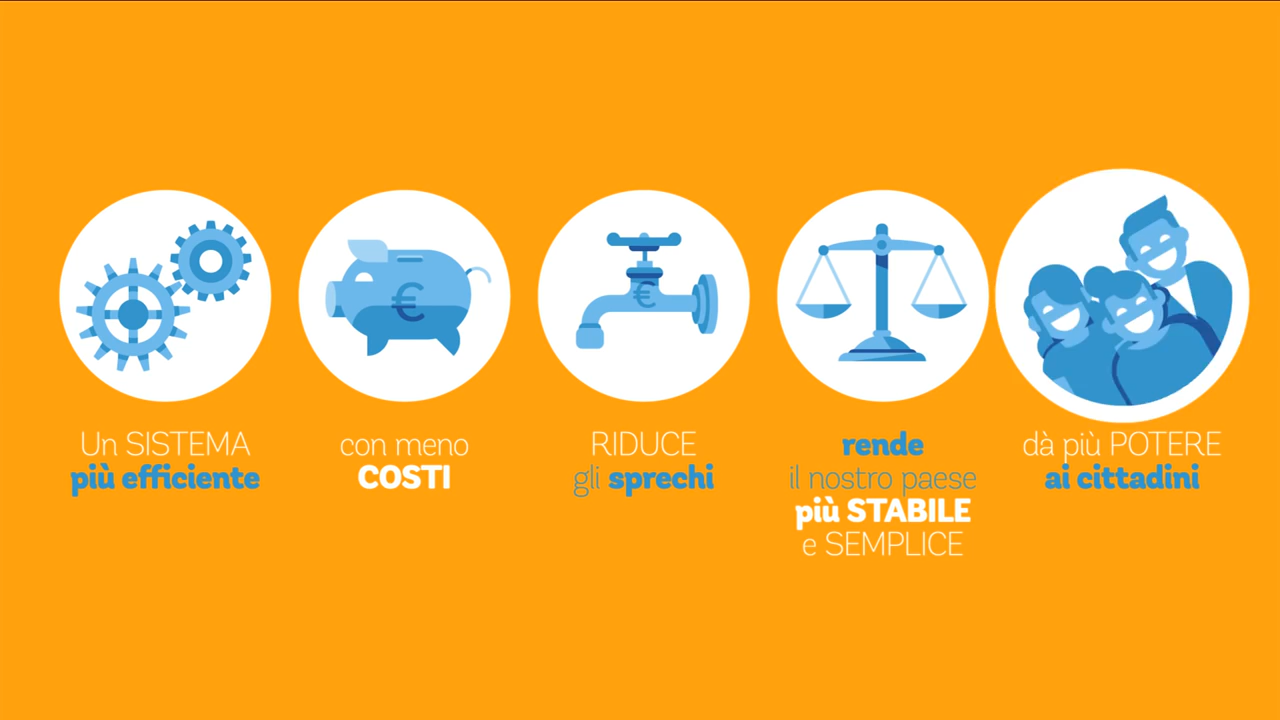 €
€
Un SISTEMA
più efficiente
con meno
COSTI
RIDUCE
gli sprechi
rende
il nostro paese
più STABILE
e SEMPLICE
dà più POTERE
ai cittadini